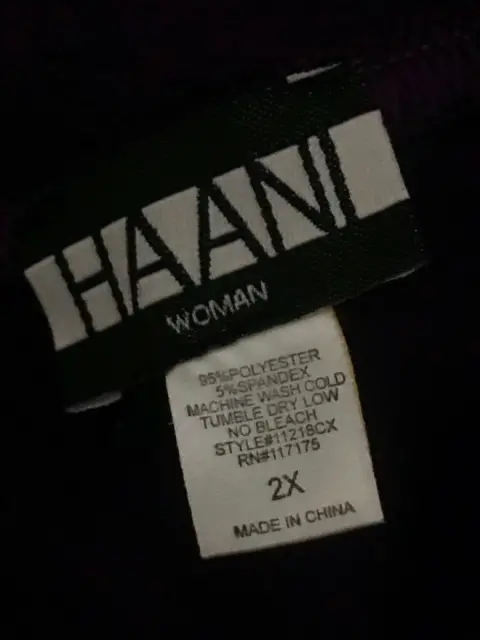 HAANI
WOMAN
95%POLYESTER
5%SPANDEX
MACHINE WASH COLD
TUMBLE DRY LOW
NO BLEACH
STYLE#11218CX
RN#117175
2X
MADE IN CHINA